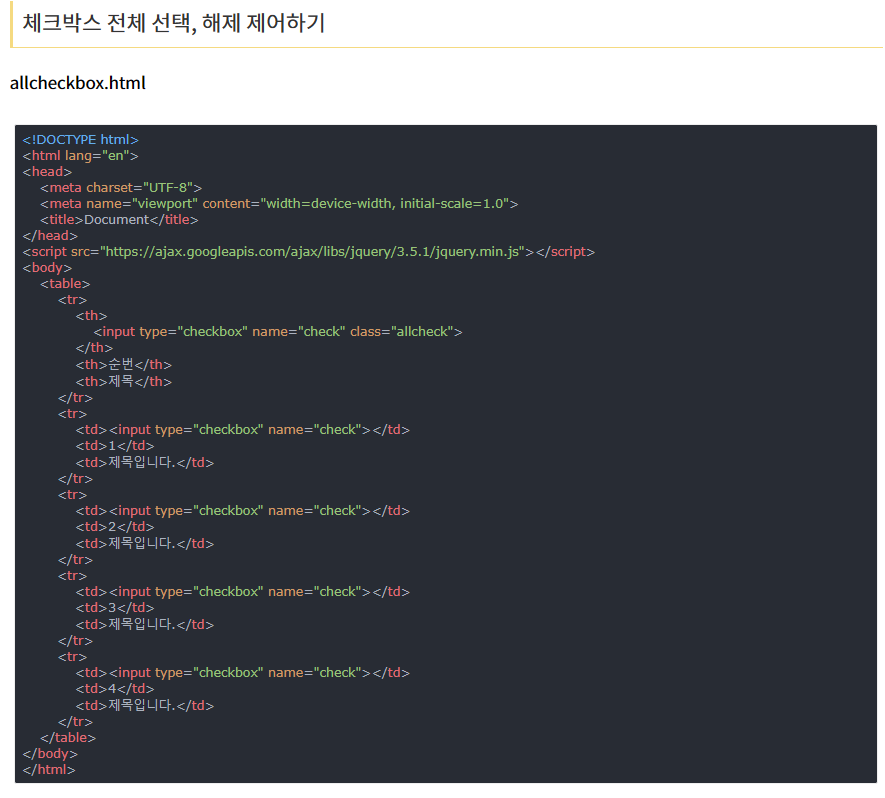 체크박스 전체 선택, 해제 제어하기
allcheckbox.html
<!DOCTYPE html>
<html lang="en">
<head>
    <meta charset="UTF-8">
    <meta name="viewport" content="width=device-width, initial-scale=1.0">
    <title>Document</title>
</head>
<script src="https://ajax.googleapis.com/ajax/libs/jquery/3.5.1/jquery.min.js"></script>
<body>
    <table>
        <tr>
            <th>
                <input type="checkbox" name="check" class="allcheck">
            </th>
            <th>순번</th>
            <th>제목</th>
        </tr>
        <tr>
            <td><input type="checkbox" name="check"></td>
            <td>1</td>
            <td>제목입니다.</td>
        </tr>
        <tr>
            <td><input type="checkbox" name="check"></td>
            <td>2</td>
            <td>제목입니다.</td>
        </tr>
        <tr>
            <td><input type="checkbox" name="check"></td>
            <td>3</td>
            <td>제목입니다.</td>
        </tr>
        <tr>
            <td><input type="checkbox" name="check"></td>
            <td>4</td>
            <td>제목입니다.</td>
        </tr>
    </table>
</body>
</html>